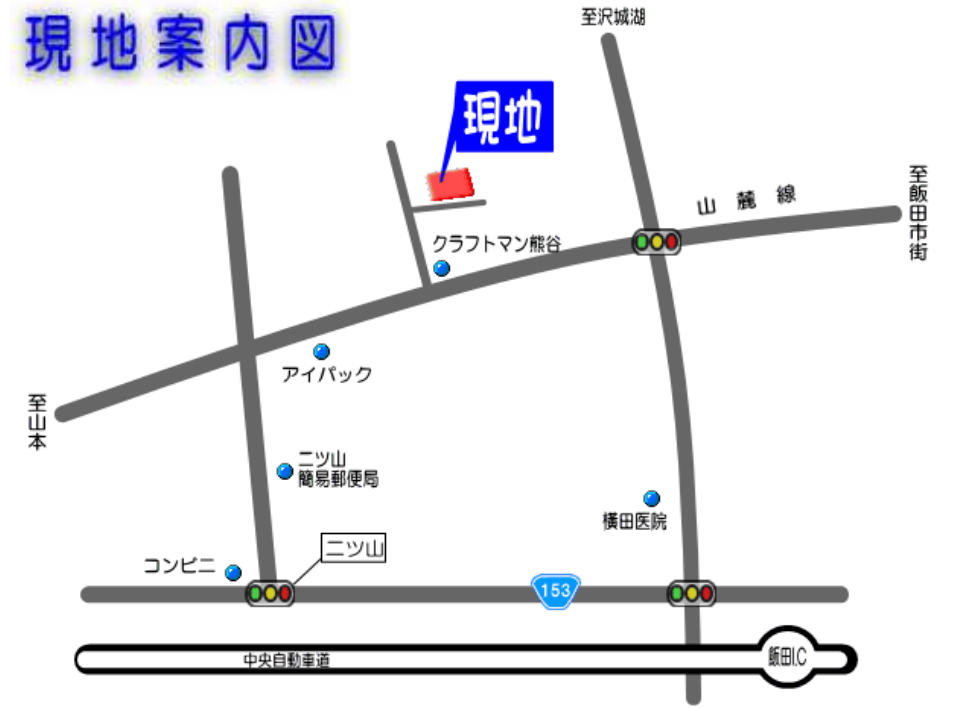 現地案内図
至沢城湖
現地
山麓線
至飯田市街
クラフトマン熊谷
アイパック
至山本
二ツ山
簡易郵便局
横田医院
コンビニ
二ツ山
153
中央自動車道
飯田I.C